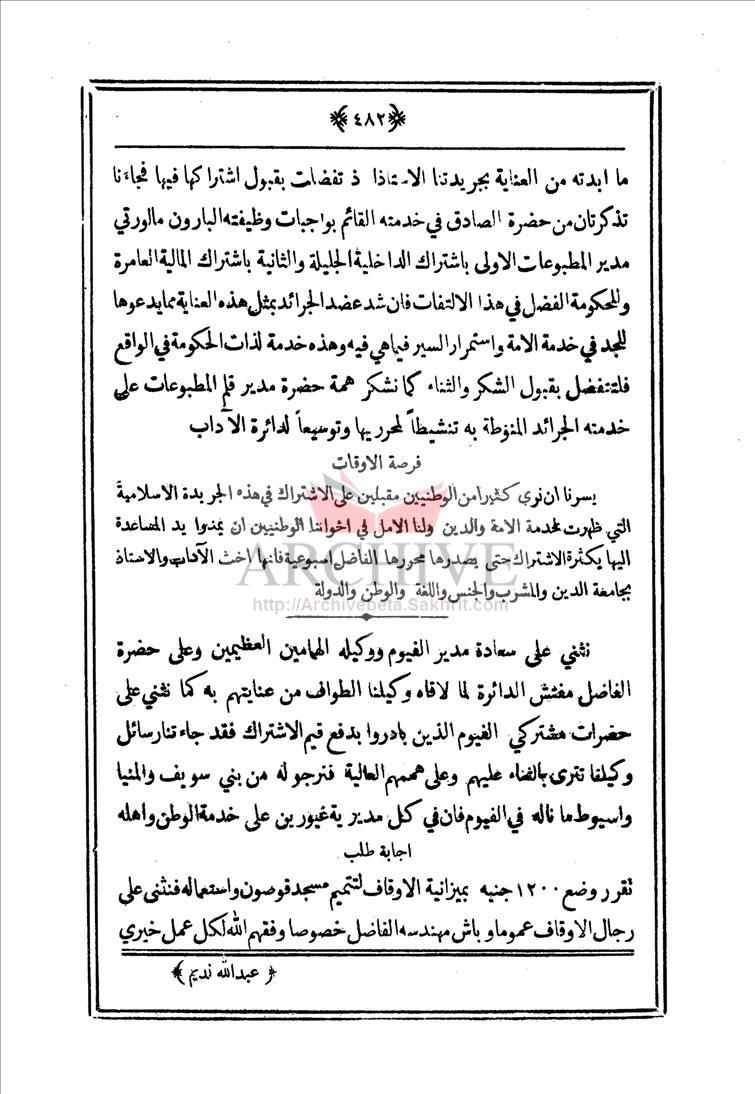 ﴿٤٨٢﴾
ما ابدته من العناية بجريدتنا الاستاذ اذ تفضلت بقبول اشتراكها فيها فجاءنا
تذكرتان من حضرة الصادق في خدمته القائم بواجبات وظيفته البارون مالورتي
مدير المطبوعات الاولى باشتراك الداخلية الجليلة والثانية باشتراك المالية العامرة
وللحكومة الفضل في هذا الالتفات فان شد عضد الجرائد بمثل هذه العناية مما يدعوها
للجد في خدمة الامة واستمرار السير فيما هي فيه وهذه خدمة لذات الحكومة في الواقع
فلتتفضل بقبول الشكر والثناء كما نشكر همة حضرة مدير قلم المطبوعات على
خدمته الجرائد المنوطة به تنشيطاً لمحرريها وتوسيعاً لدائرة الآداب
فرصة الاوقات
يسرنا ان نرى كثيرا من الوطنيين مقبلين على الاشتراك في هذه الجريدة الاسلامية
التي ظهرت لخدمة الامة والدين ولنا الامل في اخواننا الوطنيين ان يمدوا يد المساعدة
اليها بكثرة الاشتراك حتى يصدرها محررها الفاضل اسبوعية فانها اخت الآداب والاستاذ
بجامعة الدين والمشرب والجنس واللغة والوطن والدولة
نثني على سعادة مدير الفيوم ووكيله الهمامين العظيمين وعلى حضرة
الفاضل مفتش الدائرة لما لاقاه وكيلنا الطواف من عنايتهم به كما نثني على
حضرات مشتركي الفيوم الذين بادروا بدفع قيم الاشتراك فقد جاءتنا رسائل
وكيلنا تترى بالثناء عليهم وعلى هممهم العالية فنرجو له من بني سويف والمنيا
واسيوط ما ناله في الفيوم فان في كل مديرية غيورين على خدمة الوطن واهله
اجابة طلب
تقرر وضع ١٢٠٠ جنيه بميزانية الاوقاف لتتميم مسجد قوصون واستعماله فنثنى على
رجال الاوقاف عموما وباش مهندسه الفاضل خصوصا وفقهم الله لكل عمل خيري
﴿عبدالله نديم﴾
ARCHIVE
http://Archivebeta.Sakhrit.com